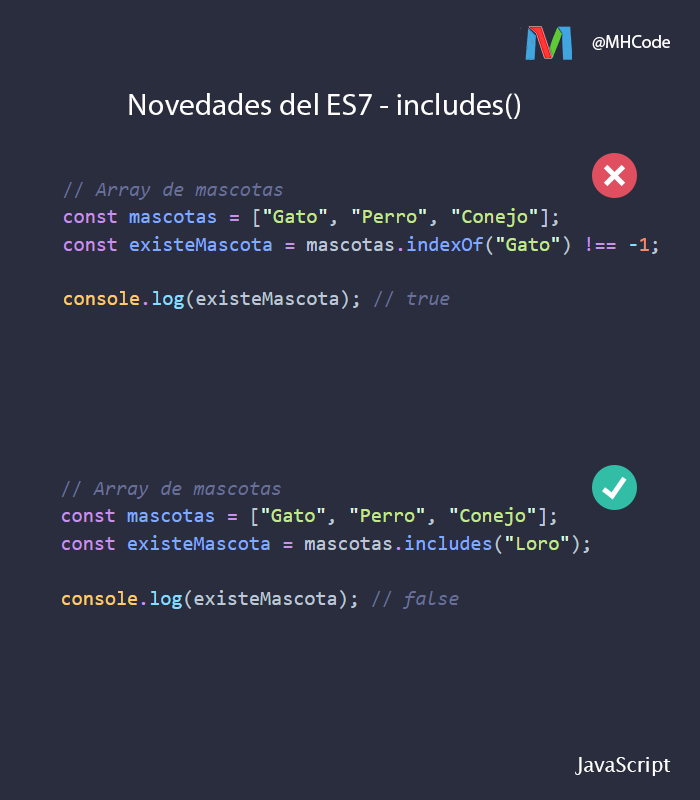 @MHCode
Novedades del ES7 - includes()
// Array de mascotas
const mascotas = ["Gato", "Perro", "Conejo"];
const existeMascota = mascotas.indexOf("Gato") !== -1;
console.log(existeMascota); // true
// Array de mascotas
const mascotas = ["Gato", "Perro", "Conejo"];
const existeMascota = mascotas.includes("Loro");
console.log(existeMascota); // false
JavaScript